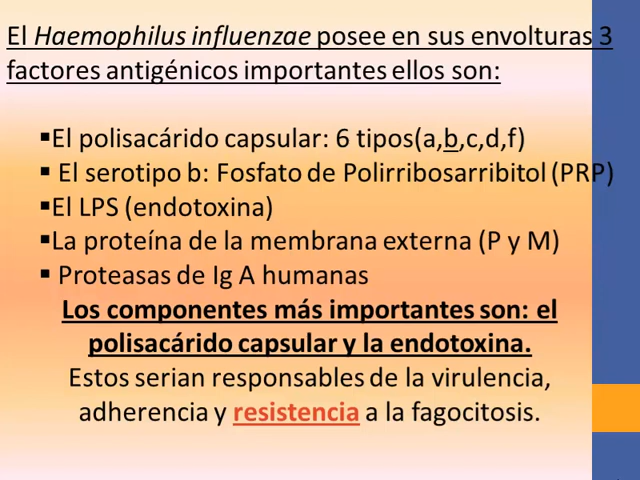 El Haemophilus influenzae posee en sus envolturas 3
factores antigénicos importantes ellos son:
▪El polisacárido capsular: 6 tipos(a,b,c,d,f)
▪ El serotipo b: Fosfato de Polirribosarribitol (PRP)
▪El LPS (endotoxina)
▪La proteína de la membrana externa (P y M)
▪ Proteasas de Ig A humanas
Los componentes más importantes son: el
polisacárido capsular y la endotoxina.
Estos serian responsables de la virulencia,
adherencia y resistencia a la fagocitosis.